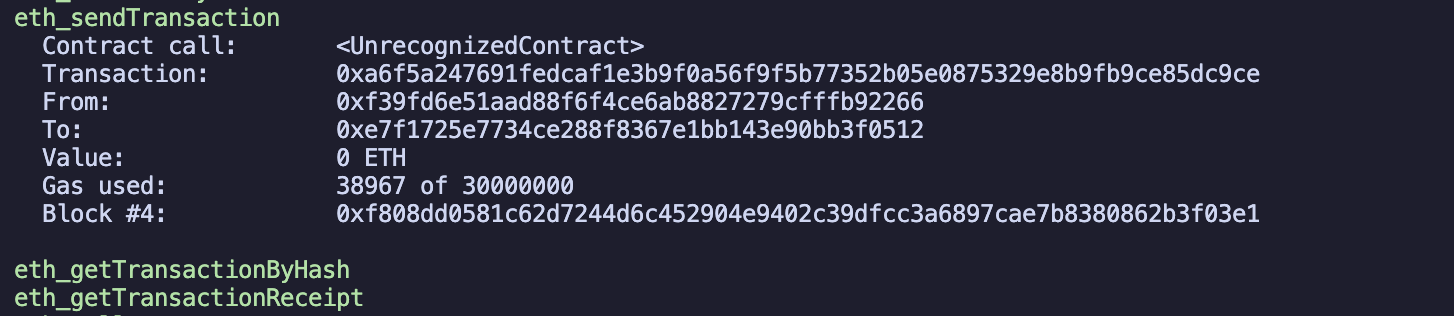 eth_sendTransaction
Contract call: <UnrecognizedContract>
Transaction: 0xa6f5a247691fedcaf1e3b9f0a56f9f5b77352b05e0875329e8b9fb9ce85dc9ce
From: 0xf39fd6e51aad88f6f4ce6ab8827279cfffb92266
To: 0xe7f1725e7734ce288f8367e1bb143e90bb3f0512
Value: 0 ETH
Gas used: 38967 of 30000000
Block #4: 0xf808dd0581c62d7244d6c452904e9402c39dfcc3a6897cae7b8380862b3f03e1
eth_getTransactionByHash
eth_getTransactionReceipt